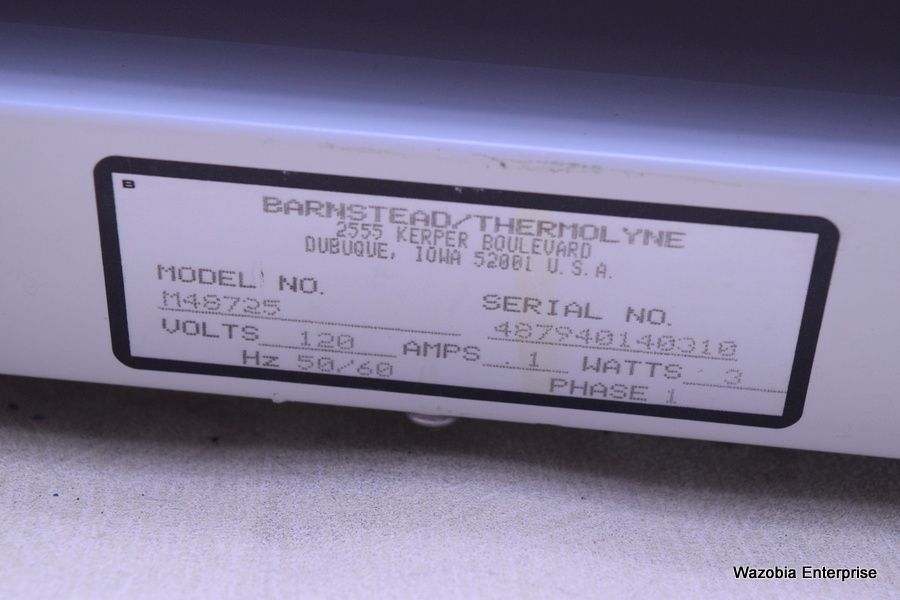 B
BARNSTEAD/THERMOLYNE
2555 KERPER BOULEVARD
DUBUQUE, IOWA 52001 U.S.A.
MODEL NO.
M48725
SERIAL NO.
487940140310
VOLTS 120 AMPS .1 WATTS 3
Hz 50/60 PHASE 1
Wazobia Enterprise